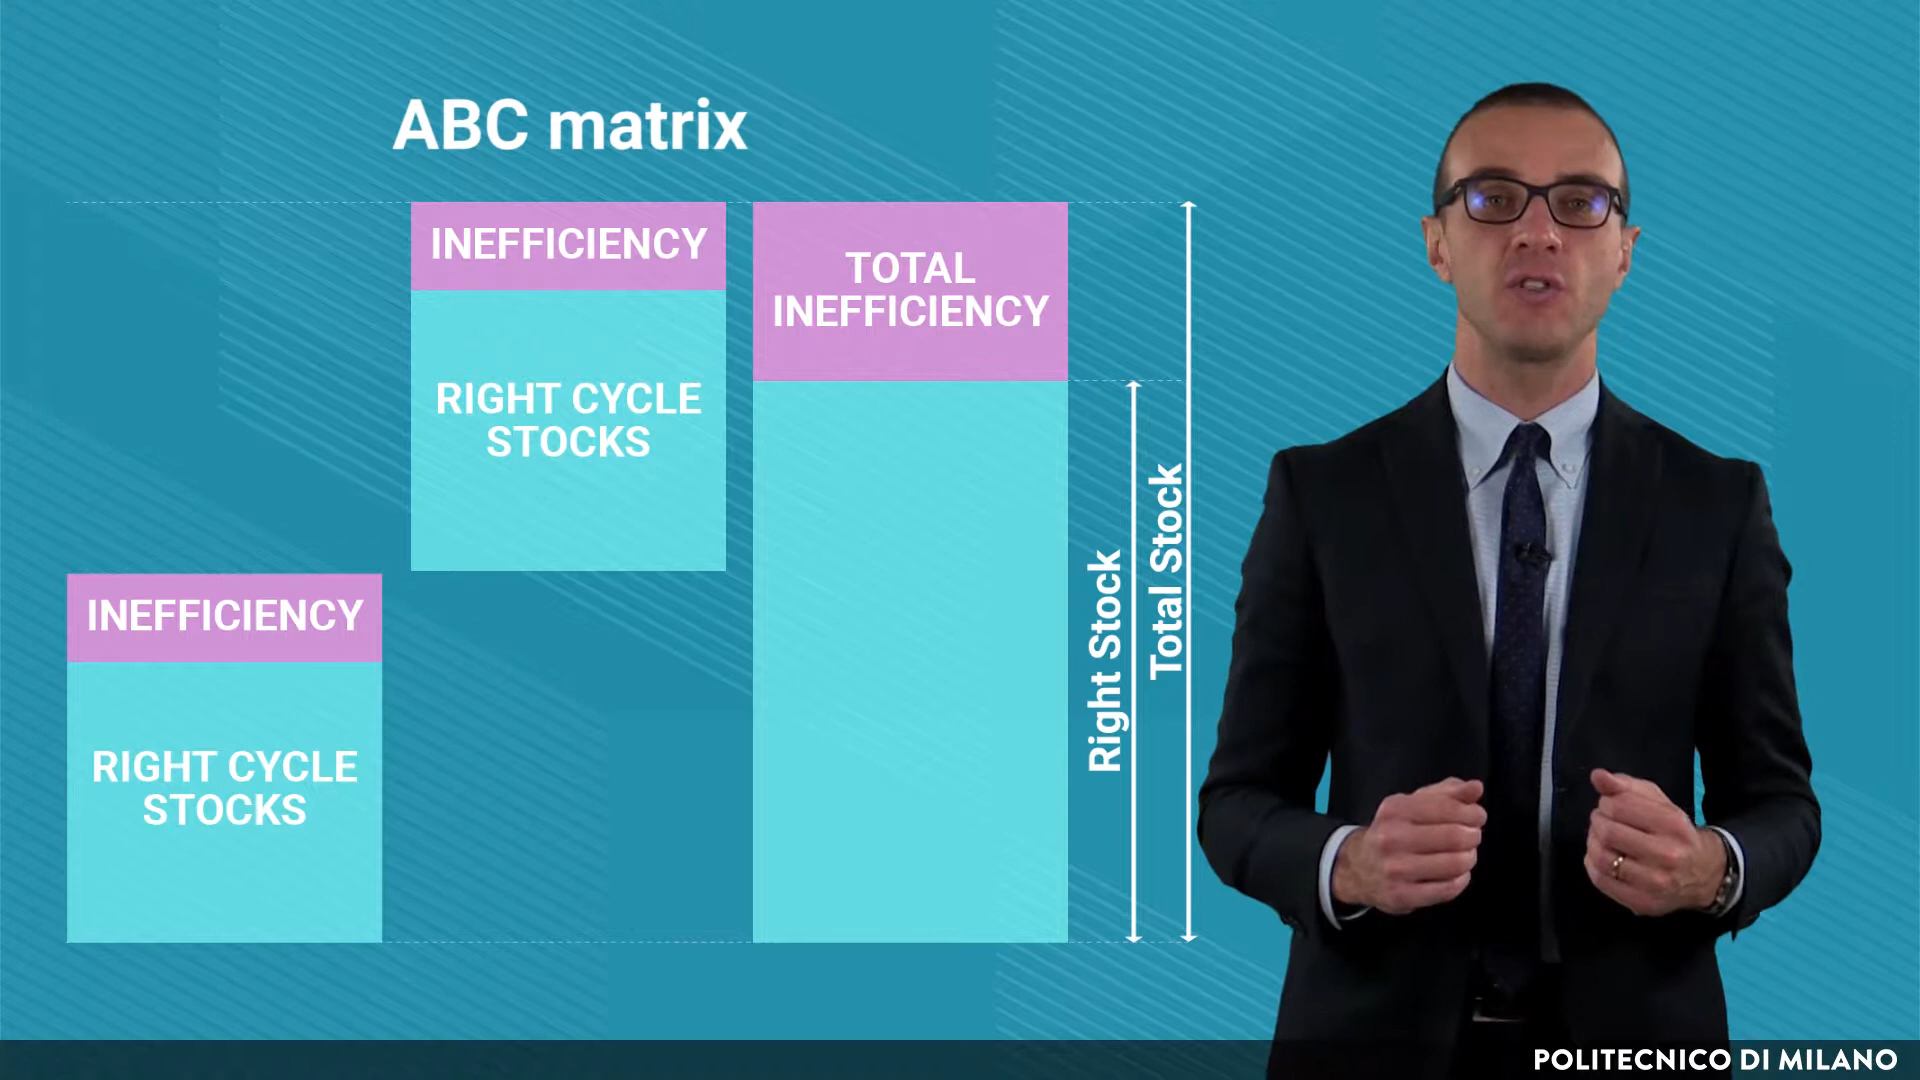 ABC matrix
INEFFICIENCY
RIGHT CYCLE
STOCKS
INEFFICIENCY
RIGHT CYCLE
STOCKS
TOTAL
INEFFICIENCY
Right Stock
Total Stock
POLITECNICO DI MILANO